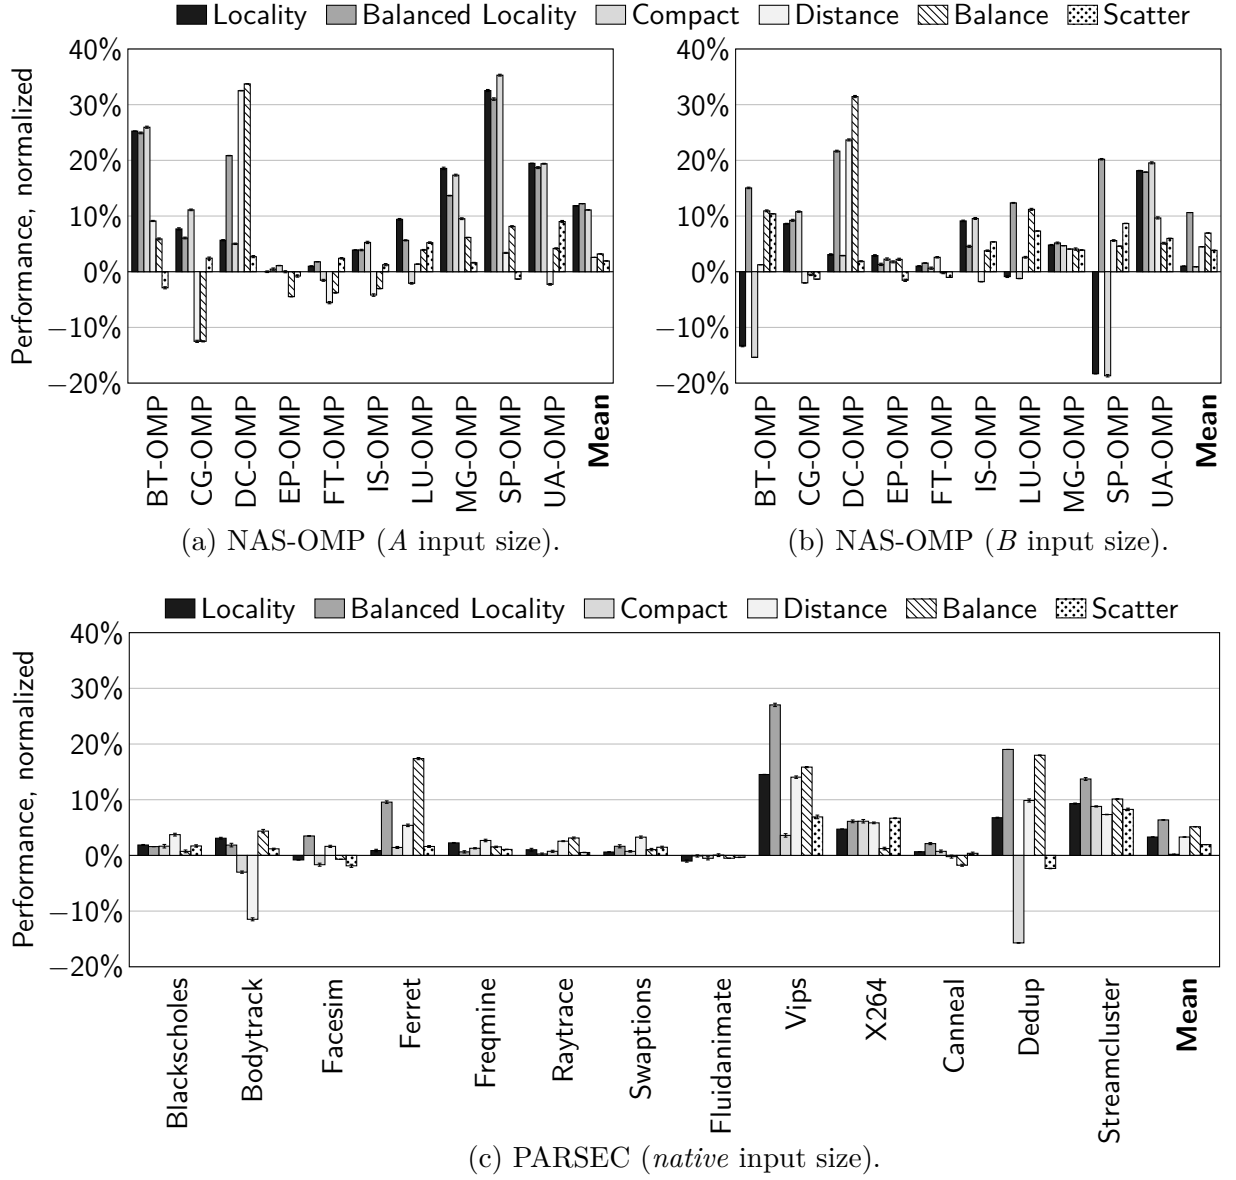 Locality Balanced Locality Compact Distance Balance Scatter
Performance, normalized
40%
30%
20%
10%
0%
−10%
−20%
BT-OMP
CG-OMP
DC-OMP
EP-OMP
FT-OMP
IS-OMP
LU-OMP
MG-OMP
SP-OMP
UA-OMP
Mean
(a) NAS-OMP (A input size).
40%
30%
20%
10%
0%
−10%
−20%
BT-OMP
CG-OMP
DC-OMP
EP-OMP
FT-OMP
IS-OMP
LU-OMP
MG-OMP
SP-OMP
UA-OMP
Mean
(b) NAS-OMP (B input size).
Locality Balanced Locality Compact Distance Balance Scatter
Performance, normalized
40%
30%
20%
10%
0%
−10%
−20%
Blackscholes
Bodytrack
Facesim
Ferret
Freqmine
Raytrace
Swaptions
Fluidanimate
Vips
X264
Canneal
Dedup
Streamcluster
Mean
(c) PARSEC (native input size).